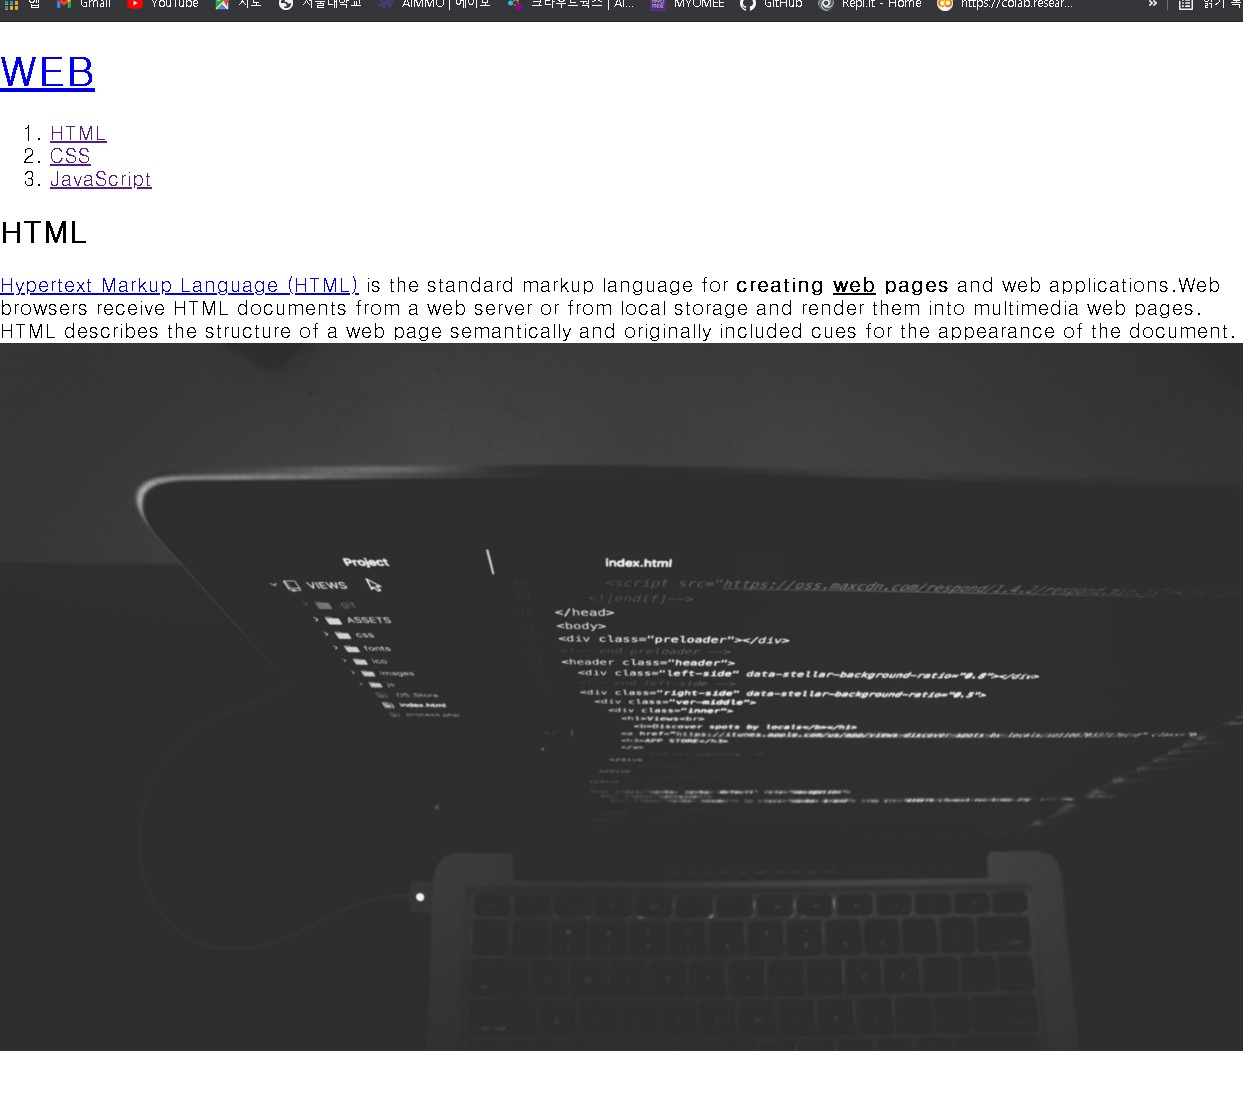 앱 Gmail YouTube 지도 서울대학교 AIMMO | 에이모 크라우드웍스 | AI... MYOMEE GitHub Repl.it - Home https://colab.resear... » 읽기 목
WEB
1. HTML
2. CSS
3. JavaScript
HTML
Hypertext Markup Language (HTML) is the standard markup language for creating web pages and web applications.Web
browsers receive HTML documents from a web server or from local storage and render them into multimedia web pages.
HTML describes the structure of a web page semantically and originally included cues for the appearance of the document.
Project index.html
VIEWS <script src="https://oss.maxcdn.com/respond/1.4.2/respond.min.js
<![endif]-->
.git </head>
ASSETS <body>
css <div class="preloader"></div>
fonts <!-- end preloader -->
ico <header class="header">
images <div class="left-side" data-stellar-background-ratio="0.5"></div>
js <!-- end left-side -->
.DS_Store <div class="right-side" data-stellar-background-ratio="0.5">
index.html <div class="ver-middle">
process.php <div class="inner">
<h1>Views<br>
<b>Discover spots by locals</b></h1>
<a href="https://itunes.apple.com/us/app/views-discover-spots-by-locals/
<h3>APP STORE</h3>
</a>
</div>
</div>
</div>